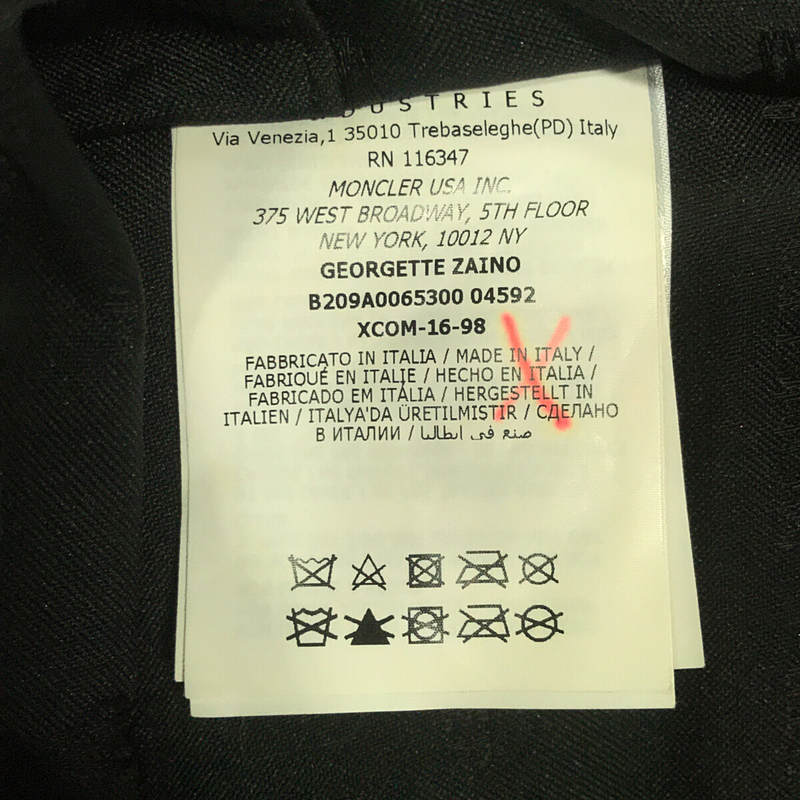 INDUSTRIES
Via Venezia,1 35010 Trebaseleghe(PD) Italy
RN 116347
MONCLER USA INC.
375 WEST BROADWAY, 5TH FLOOR
NEW YORK, 10012 NY
GEORGETTE ZAINO
B209A0065300 04592
XCOM-16-98
FABBRICATO IN ITALIA / MADE IN ITALY /
FABRIQUÉ EN ITALIE / HECHO EN ITALIA /
FABRICADO EM ITÁLIA / HERGESTELLT IN
ITALIEN / ITALYA'DA ÜRETILMISTIR / СДЕЛАНО
В ИТАЛИИ / صنع في ايطاليا